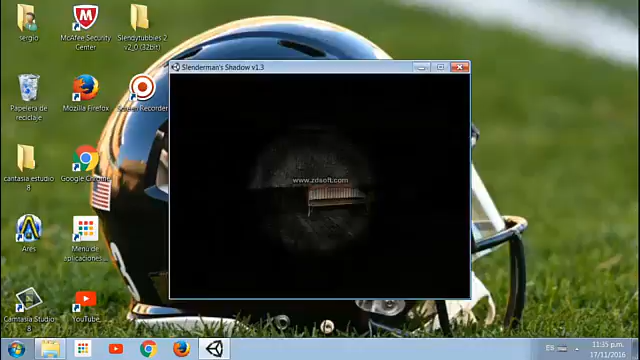 sergio
McAfee Security
Center
Slendytubbies 2
v2_0 (32bit)
Papelera de
reciclaje
Mozilla Firefox
Screen Recorder
camtasia estudio
8
Google Chrome
Ares
Menú de
aplicaciones...
Camtasia Studio
8
YouTube
Slenderman's Shadow v1.3
www.zdsoft.com
ES
11:35 p.m.
17/11/2016